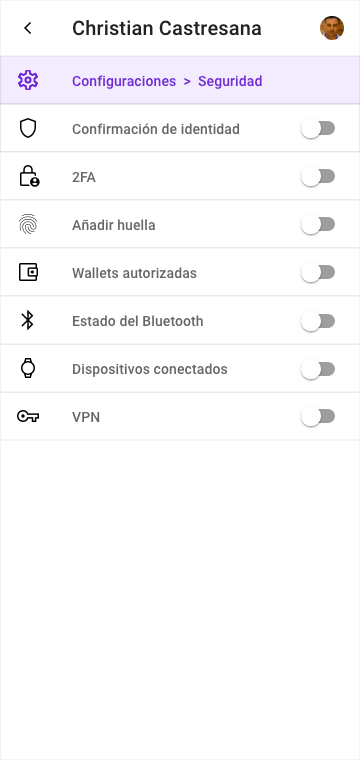 Christian Castresana
Configuraciones > Seguridad
Confirmación de identidad
2FA
Añadir huella
Wallets autorizadas
Estado del Bluetooth
Dispositivos conectados
VPN